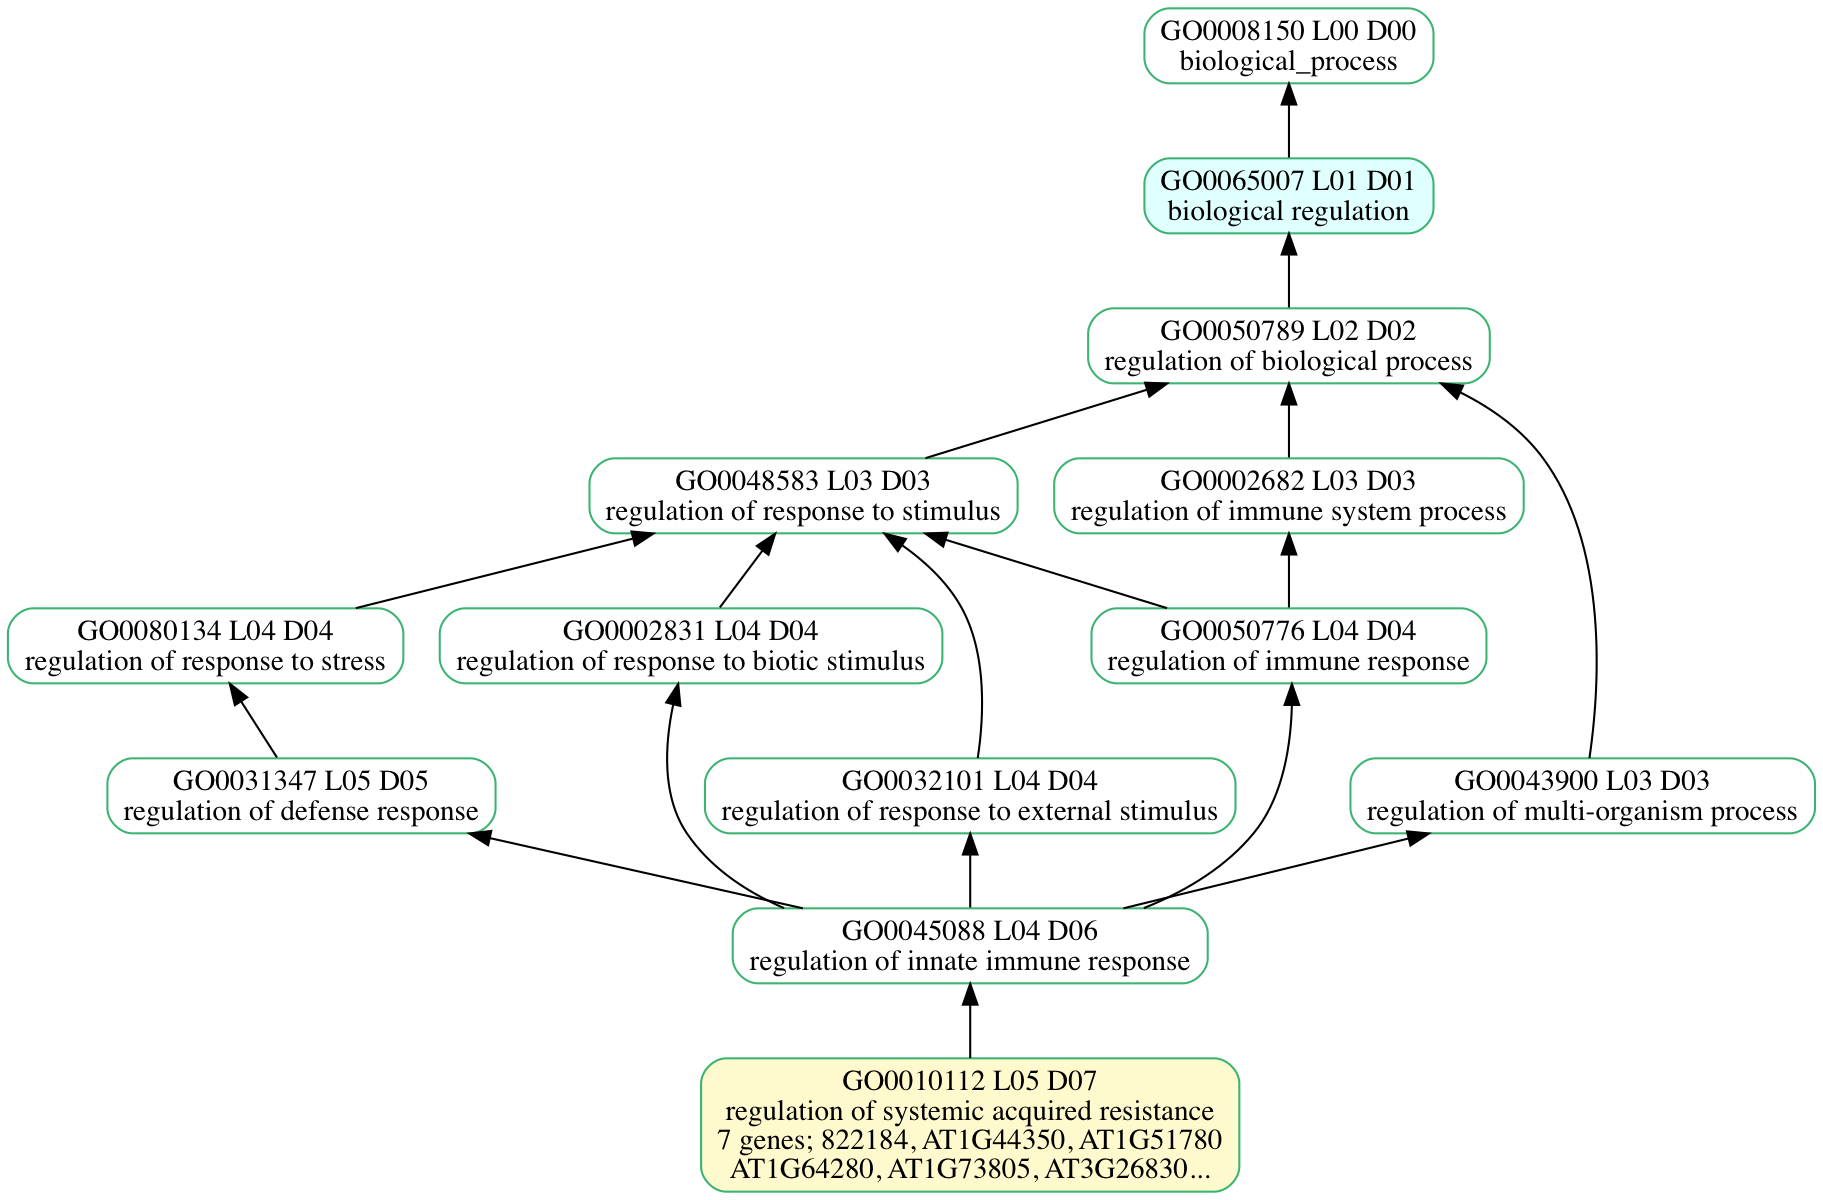 GO0008150 L00 D00
biological_process
GO0065007 L01 D01
biological regulation
GO0050789 L02 D02
regulation of biological process
GO0048583 L03 D03
regulation of response to stimulus
GO0002682 L03 D03
regulation of immune system process
GO0080134 L04 D04
regulation of response to stress
GO0002831 L04 D04
regulation of response to biotic stimulus
GO0050776 L04 D04
regulation of immune response
GO0031347 L05 D05
regulation of defense response
GO0032101 L04 D04
regulation of response to external stimulus
GO0043900 L03 D03
regulation of multi-organism process
GO0045088 L04 D06
regulation of innate immune response
GO0010112 L05 D07
regulation of systemic acquired resistance
7 genes; 822184, AT1G44350, AT1G51780
AT1G64280, AT1G73805, AT3G26830...